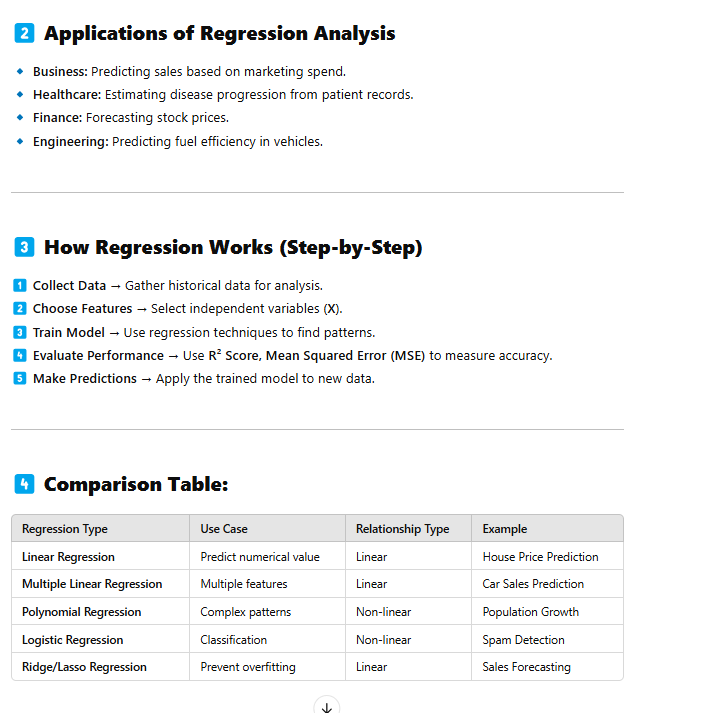 2 Applications of Regression Analysis
Business: Predicting sales based on marketing spend.
Healthcare: Estimating disease progression from patient records.
Finance: Forecasting stock prices.
Engineering: Predicting fuel efficiency in vehicles.
3 How Regression Works (Step-by-Step)
1 Collect Data → Gather historical data for analysis.
2 Choose Features → Select independent variables (X).
3 Train Model → Use regression techniques to find patterns.
4 Evaluate Performance → Use R² Score, Mean Squared Error (MSE) to measure accuracy.
5 Make Predictions → Apply the trained model to new data.
4 Comparison Table:
Regression Type Use Case Relationship Type Example
Linear Regression Predict numerical value Linear House Price Prediction
Multiple Linear Regression Multiple features Linear Car Sales Prediction
Polynomial Regression Complex patterns Non-linear Population Growth
Logistic Regression Classification Non-linear Spam Detection
Ridge/Lasso Regression Prevent overfitting Linear Sales Forecasting